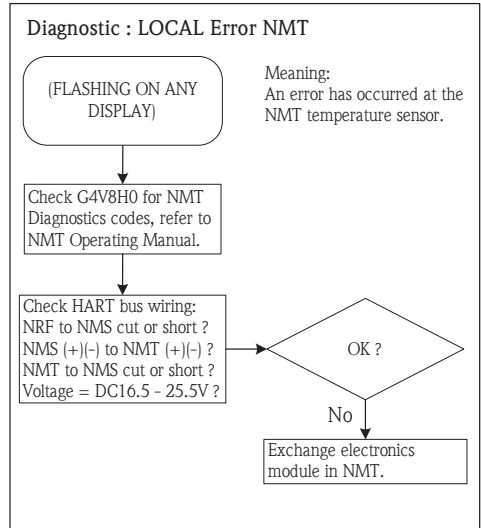 Diagnostic : LOCAL Error NMT
(FLASHING ON ANY
DISPLAY)
Meaning:
An error has occurred at the
NMT temperature sensor.
Check G4V8H0 for NMT
Diagnostics codes, refer to
NMT Operating Manual.
Check HART bus wiring:
NRF to NMS cut or short ?
NMS (+)(-) to NMT (+)(-) ?
NMT to NMS cut or short ?
Voltage = DC16.5 - 25.5V ?
OK ?
No
Exchange electronics
module in NMT.